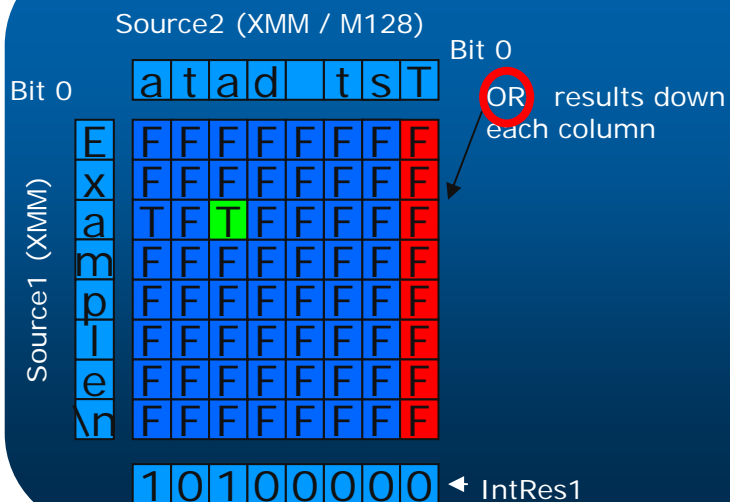 Source2 (XMM / M128)
Bit 0
Bit 0
a t a d t s T
OR results down
each column
Source1 (XMM)
E F F F F F F F F
x F F F F F F F F
a T F T F F F F F
m F F F F F F F F
p F F F F F F F F
l F F F F F F F F
e F F F F F F F F
\n F F F F F F F F
1 0 1 0 0 0 0 0 IntRes1